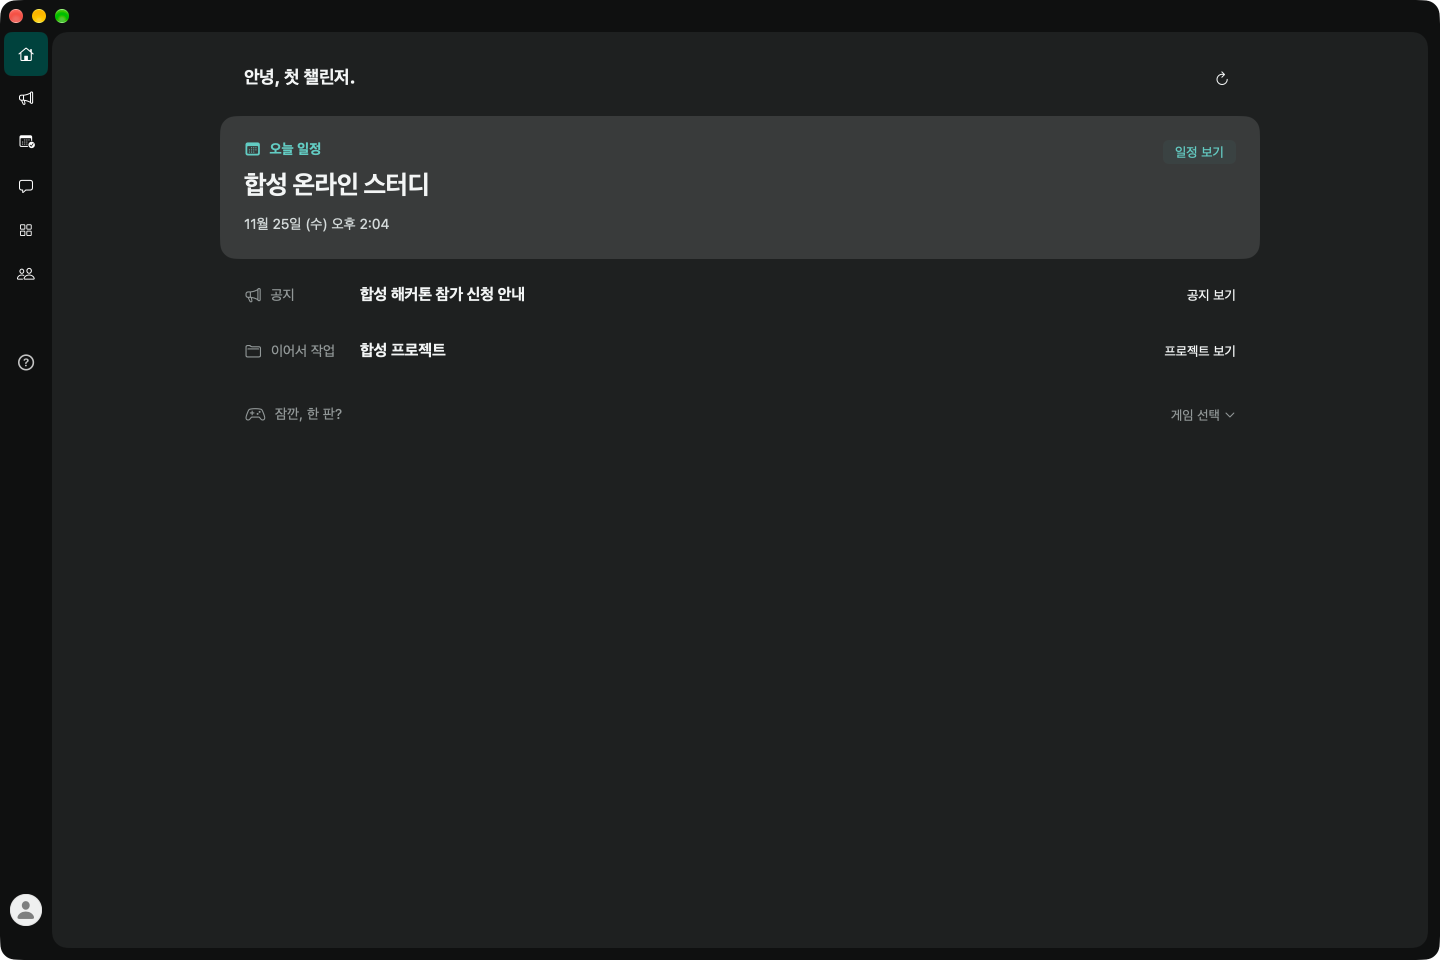 안녕, 첫 챌린저.
오늘 일정
일정 보기
합성 온라인 스터디
11월 25일 (수) 오후 2:04
공지
합성 해커톤 참가 신청 안내
공지 보기
이어서 작업
합성 프로젝트
프로젝트 보기
잠깐, 한 판?
게임 선택